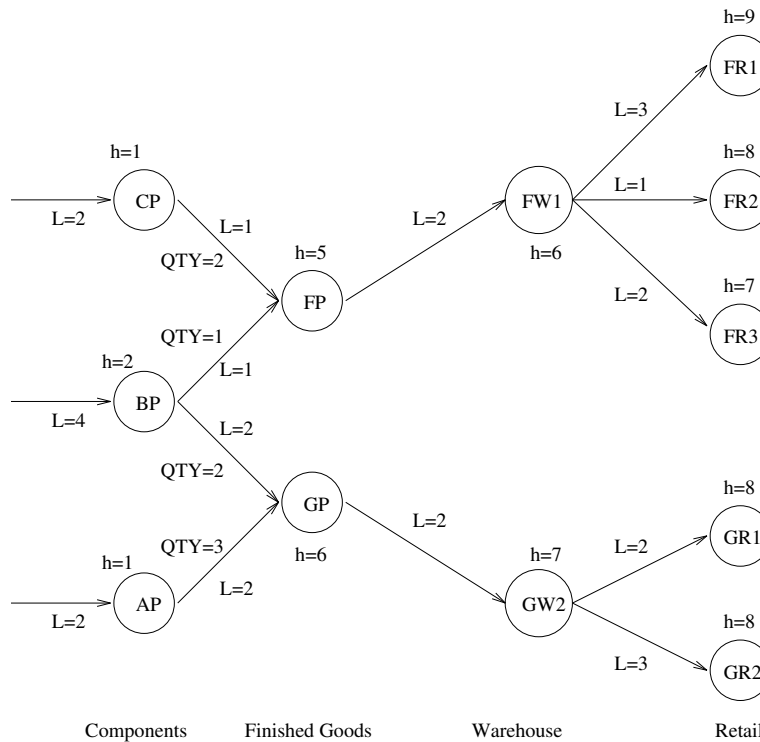 h=9
FR1
L=3
h=1
h=8
CP
L=1
FW1
L=1
FR2
L=2
L=2
QTY=2
h=5
h=6
h=7
FP
L=2
FR3
QTY=1
h=2
L=1
BP
L=4
L=2
QTY=2
h=8
GP
L=2
GR1
QTY=3
h=6
h=7
L=2
h=1
AP
L=2
GW2
h=8
L=2
L=3
GR2
Components
Finished Goods
Warehouse
Retail